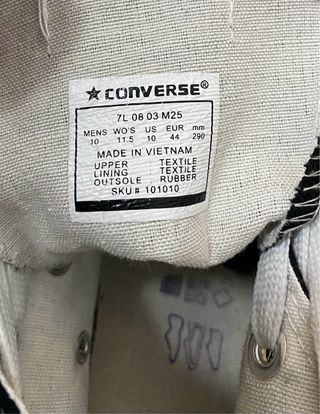 ★CONVERSE®
7L 08 03 M25
MENS WO'S US EUR mm
10 11.5 10 44 290
MADE IN VIETNAM
UPPER TEXTILE
LINING TEXTILE
OUTSOLE RUBBER
SKU # 101010